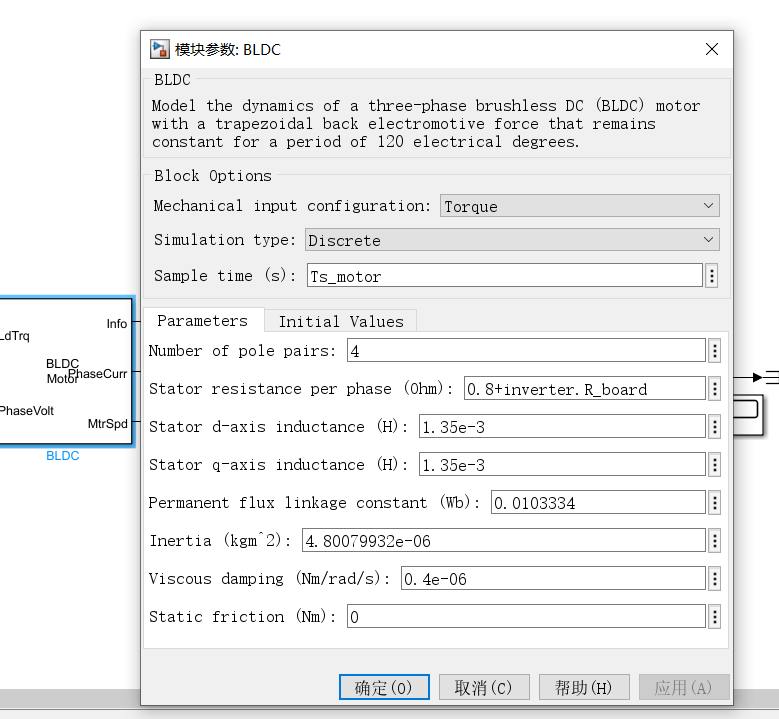 模块参数: BLDC
BLDC
Model the dynamics of a three-phase brushless DC (BLDC) motor
with a trapezoidal back electromotive force that remains
constant for a period of 120 electrical degrees.
Block Options
Mechanical input configuration: Torque
Simulation type: Discrete
Sample time (s): Ts_motor
Parameters Initial Values
Number of pole pairs: 4
Stator resistance per phase (Ohm): 0.8+inverter.R_board
Stator d-axis inductance (H): 1.35e-3
Stator q-axis inductance (H): 1.35e-3
Permanent flux linkage constant (Wb): 0.0103334
Inertia (kgm^2): 4.80079932e-06
Viscous damping (Nm/rad/s): 0.4e-06
Static friction (Nm): 0
确定(O) 取消(C) 帮助(H) 应用(A)
Info
LdTrq
BLDC
Motor
PhaseCurr
PhaseVolt
MtrSpd
BLDC